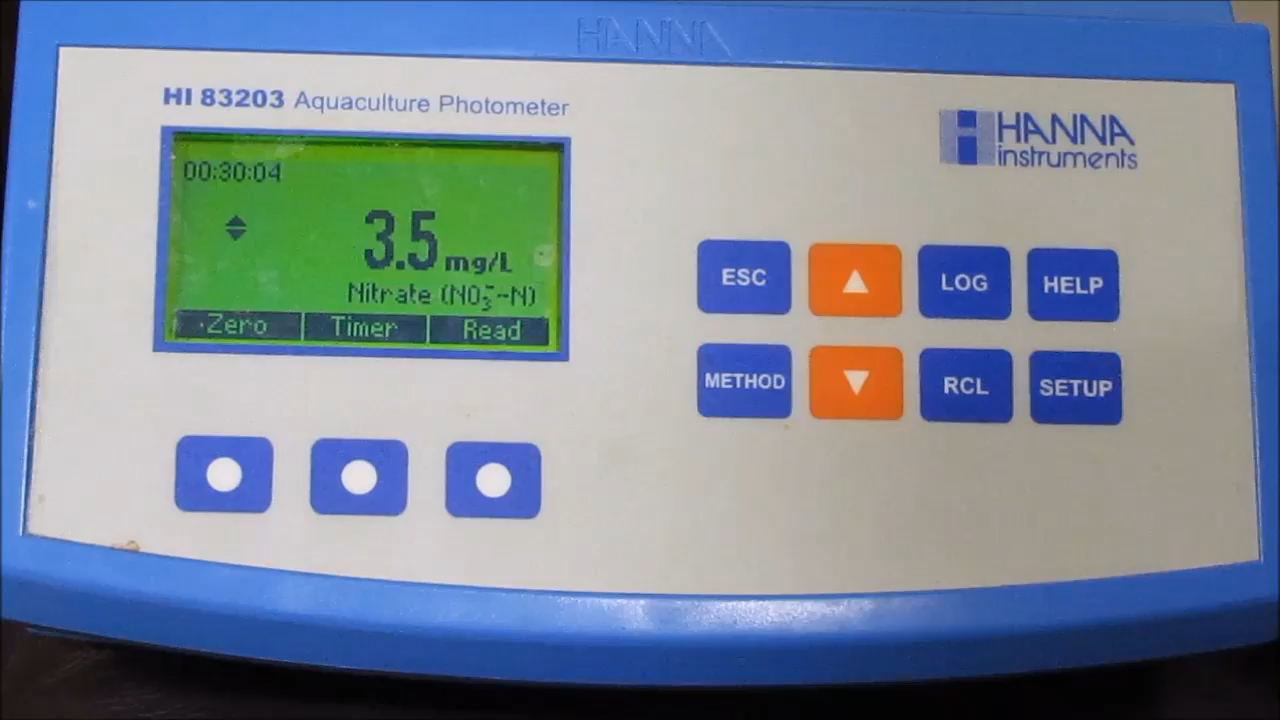 HANNA
HI 83203 Aquaculture Photometer
HANNA
instruments
00:30:04
3.5 mg/L
Nitrate (NO₃⁻-N)
Zero Timer Read
ESC LOG HELP
METHOD RCL SETUP